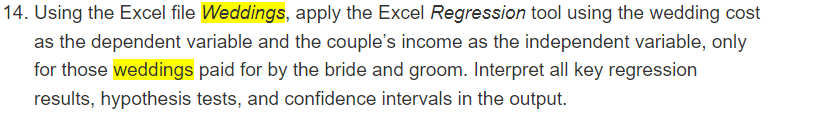 14. Using the Excel file Weddings, apply the Excel Regression tool using the wedding cost
as the dependent variable and the couple's income as the independent variable, only
for those weddings paid for by the bride and groom. Interpret all key regression
results, hypothesis tests, and confidence intervals in the output.